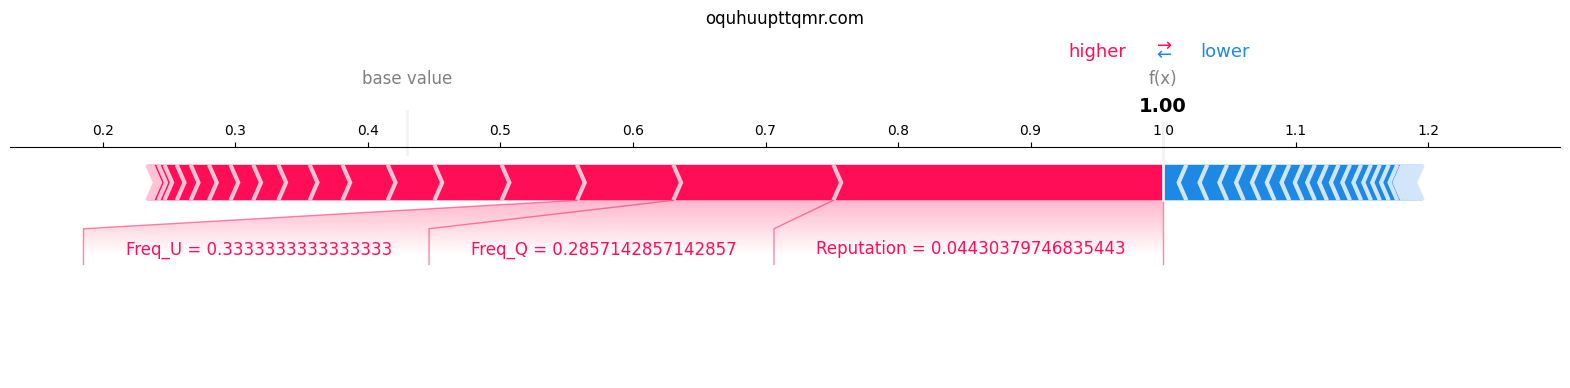 oquhuupttqmr.com
higher ⇄ lower
base value f(x)
1.00
0.2 0.3 0.4 0.5 0.6 0.7 0.8 0.9 1.0 1.1 1.2
Freq_U = 0.3333333333333333 Freq_Q = 0.2857142857142857 Reputation = 0.04430379746835443